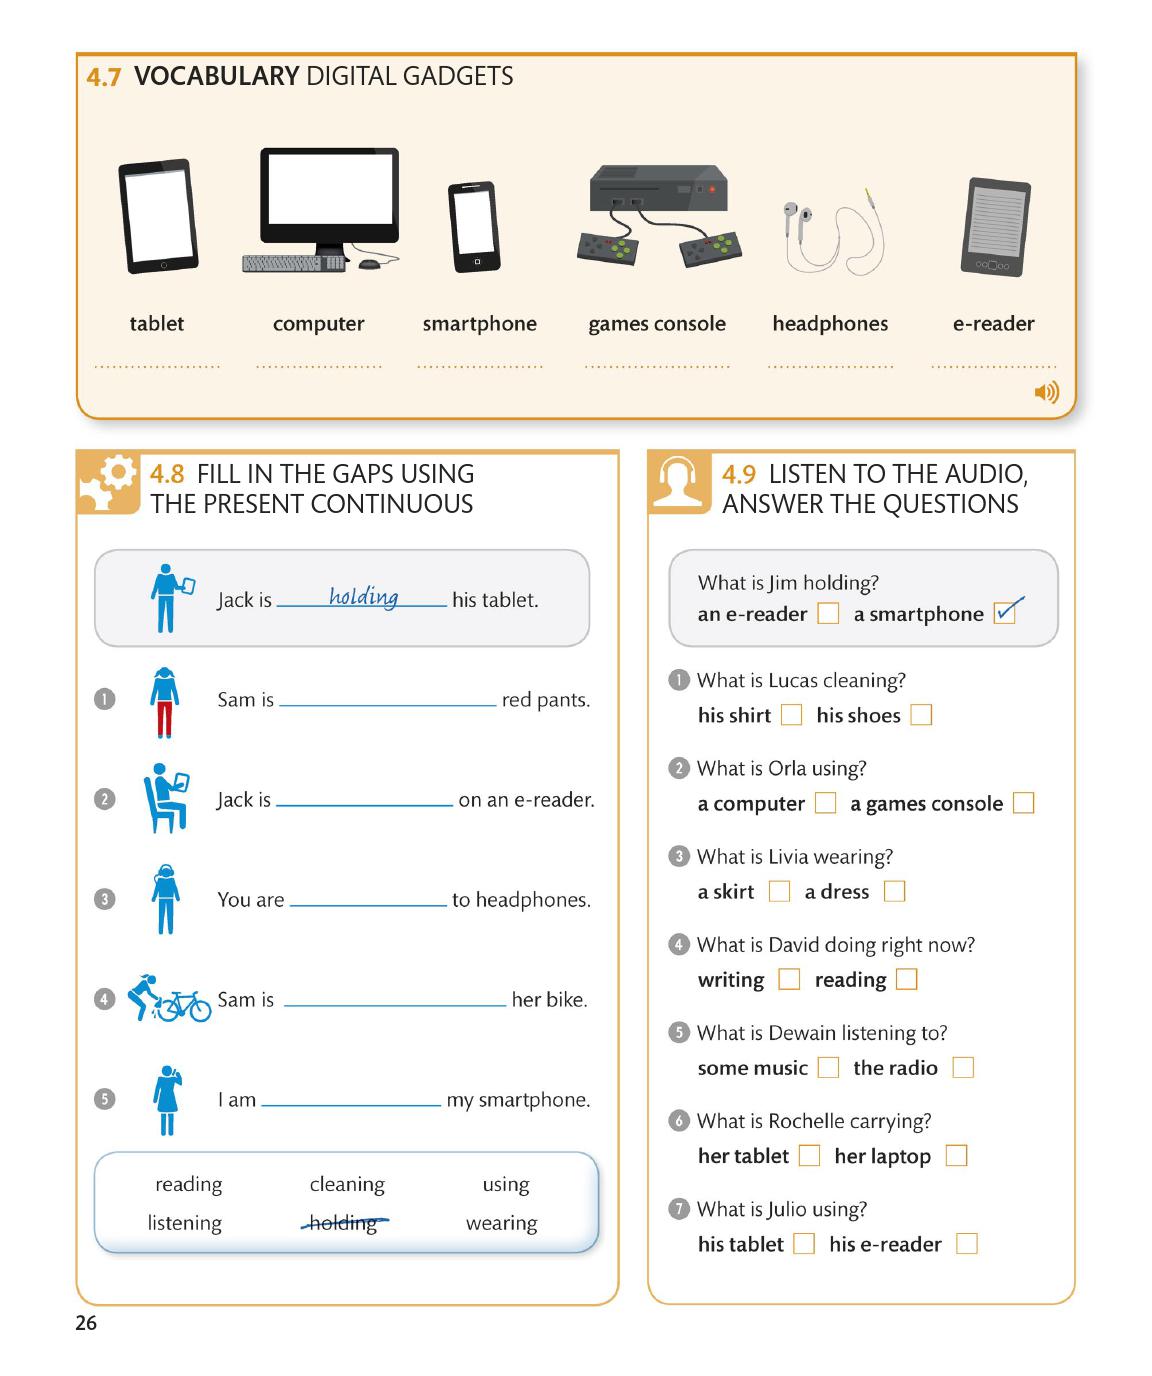 4.7 VOCABULARY DIGITAL GADGETS
tablet computer smartphone games console headphones e-reader
4.8 FILL IN THE GAPS USING
THE PRESENT CONTINUOUS
Jack is holding his tablet.
1 Sam is red pants.
2 Jack is on an e-reader.
3 You are to headphones.
4 Sam is her bike.
5 I am my smartphone.
reading cleaning using
listening holding wearing
4.9 LISTEN TO THE AUDIO,
ANSWER THE QUESTIONS
What is Jim holding?
an e-reader a smartphone
1 What is Lucas cleaning?
his shirt his shoes
2 What is Orla using?
a computer a games console
3 What is Livia wearing?
a skirt a dress
4 What is David doing right now?
writing reading
5 What is Dewain listening to?
some music the radio
6 What is Rochelle carrying?
her tablet her laptop
7 What is Julio using?
his tablet his e-reader
26